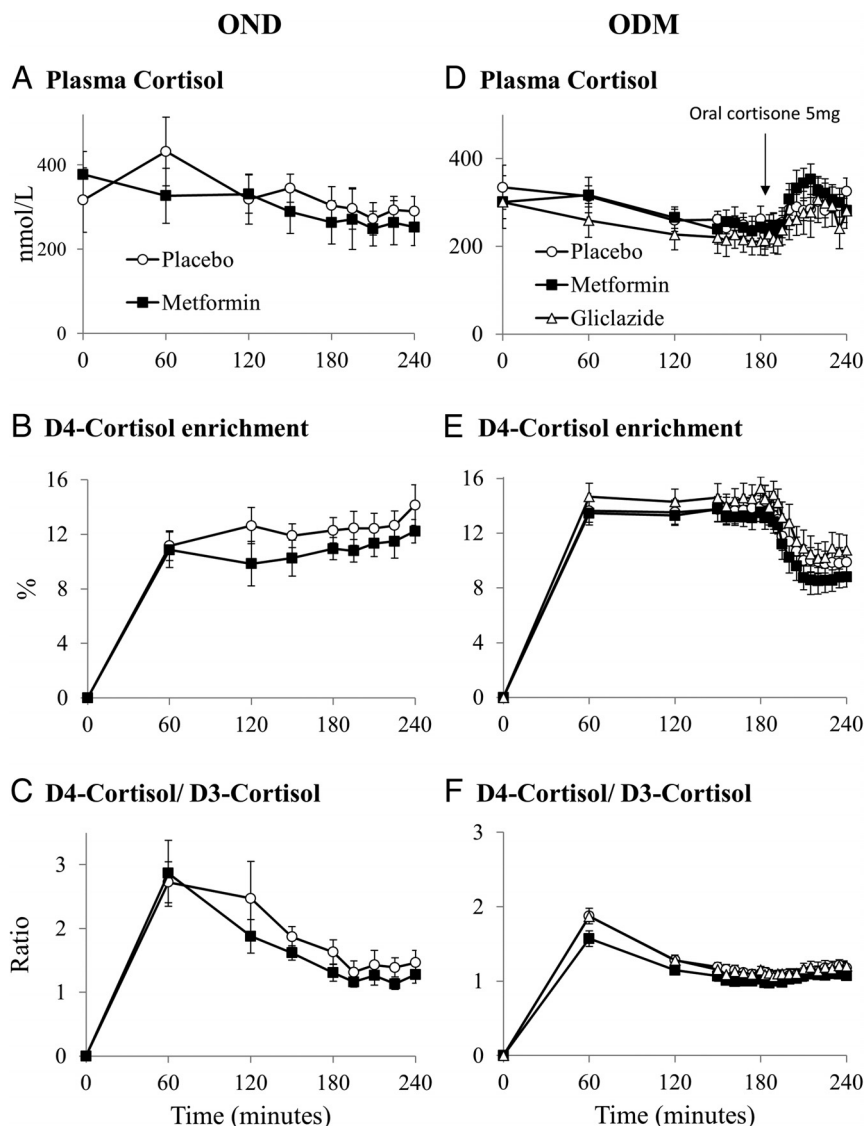 OND
ODM
A Plasma Cortisol
nmol/L
400
300
200
0
Placebo
Metformin
0 60 120 180 240
D Plasma Cortisol
Oral cortisone 5mg
400
200
0
Placebo
Metformin
Gliclazide
0 60 120 180 240
B D4-Cortisol enrichment
%
16
12
8
4
0
0 60 120 180 240
E D4-Cortisol enrichment
16
12
8
4
0
0 60 120 180 240
C D4-Cortisol/ D3-Cortisol
Ratio
3
2
1
0
0 60 120 180 240
Time (minutes)
F D4-Cortisol/ D3-Cortisol
3
2
1
0
0 60 120 180 240
Time (minutes)